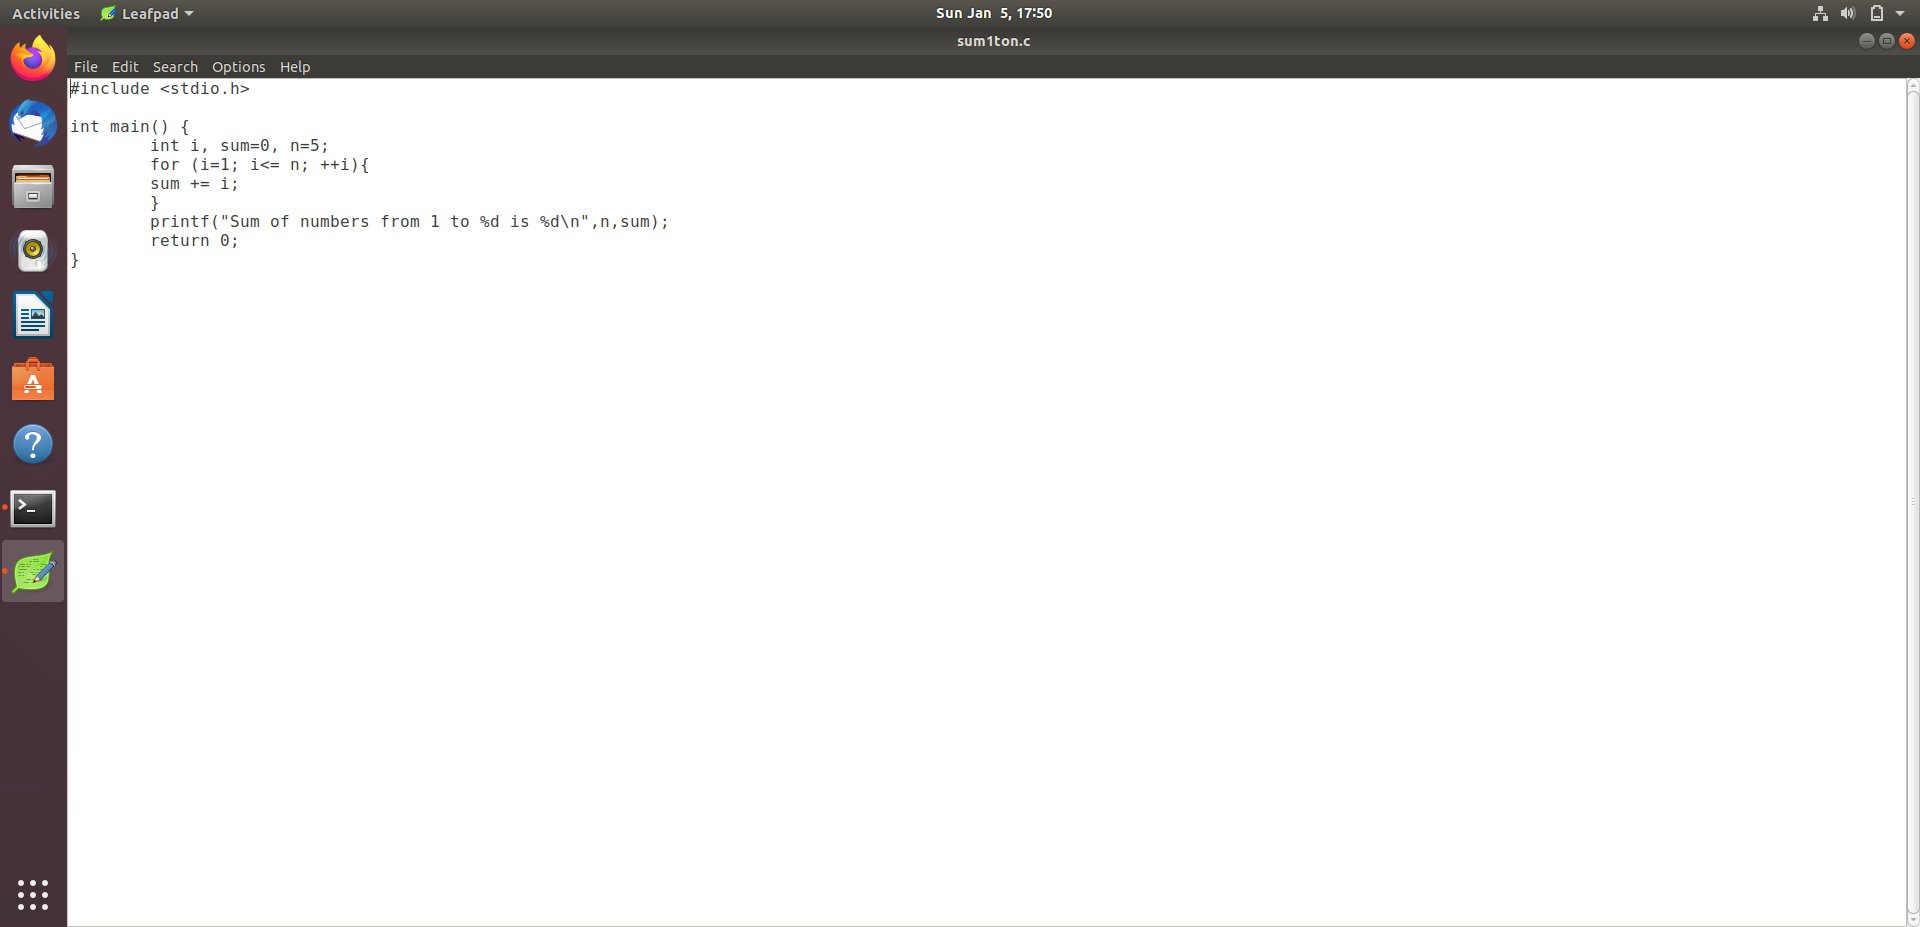 Activities Leafpad Sun Jan 5, 17:50
sum1ton.c
File Edit Search Options Help
#include <stdio.h>
int main() {
int i, sum=0, n=5;
for (i=1; i<= n; ++i){
sum += i;
}
printf("Sum of numbers from 1 to %d is %d\n",n,sum);
return 0;
}